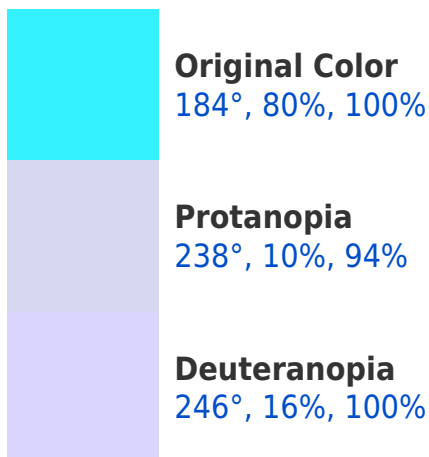 Original Color
184°, 80%, 100%
Protanopia
238°, 10%, 94%
Deuteranopia
246°, 16%, 100%